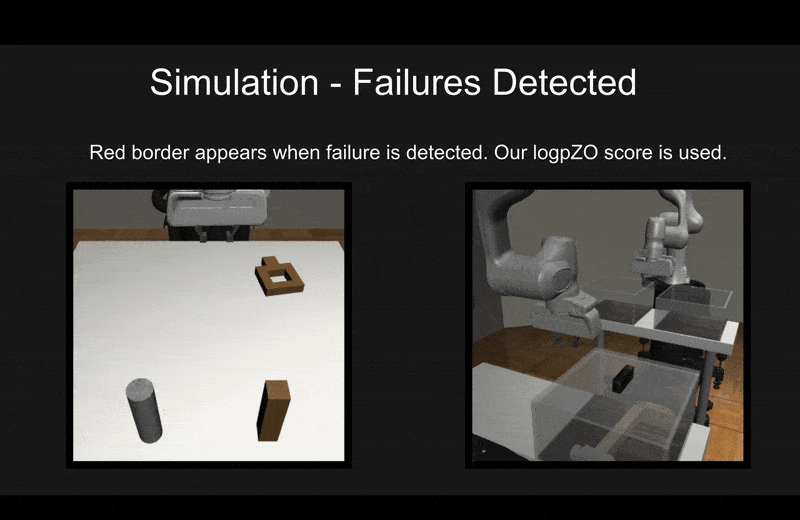 Simulation - Failures Detected
Red border appears when failure is detected. Our logpZO score is used.